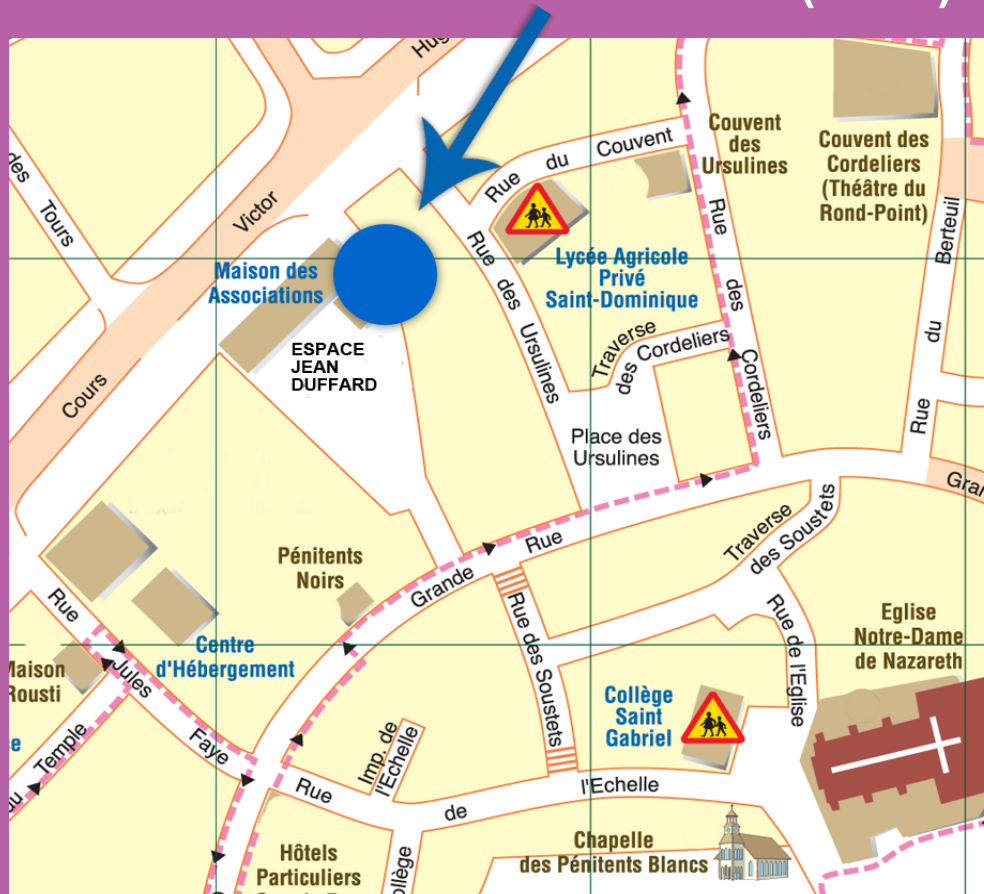 Hug
Victor
Cours
des
Tours
Rue
du
Couvent
Couvent
des
Ursulines
Couvent des
Cordeliers
(Théâtre du
Rond-Point)
Berteuil
du
Rue
Rue
des
Cordeliers
Maison des
Associations
ESPACE
JEAN
DUFFARD
Rue
des
Ursulines
Lycée Agricole
Privé
Saint-Dominique
Traverse
des Cordeliers
Place des
Ursulines
Gran
Grande
Rue
Traverse
des Soustets
Pénitents
Noirs
Rue des Soustets
Rue de l'Eglise
Eglise
Notre-Dame
de Nazareth
Rue
Jules
Faye
Centre
d'Hébergement
Maison
Rousti
e
du Temple
Collège
Saint
Gabriel
Imp. de
l'Echelle
Rue
de
l'Echelle
Chapelle
des Pénitents Blancs
Hôtels
Particuliers
ollège